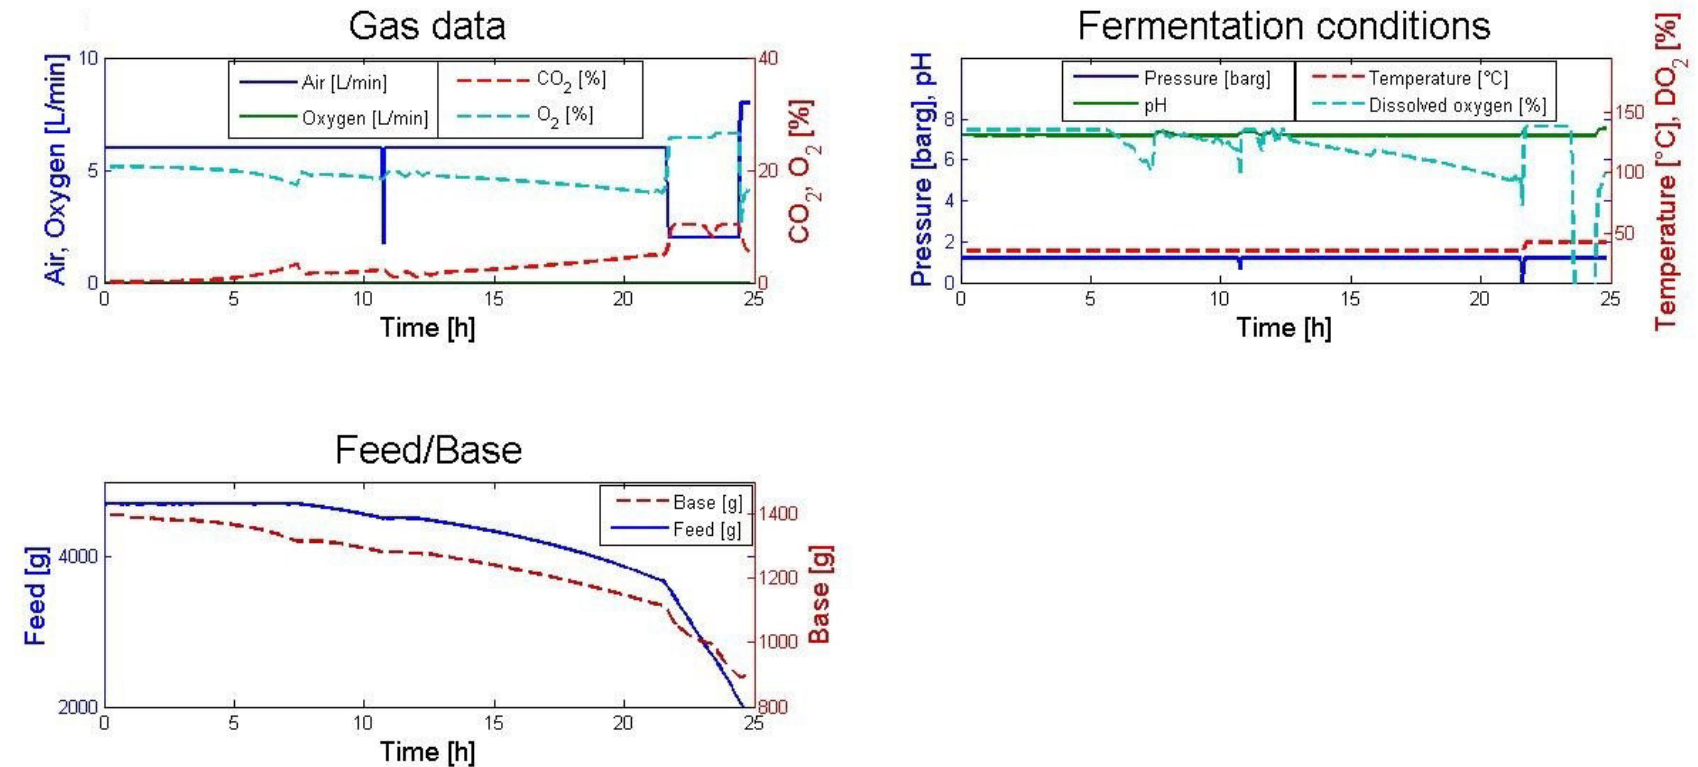 Gas data
Air, Oxygen [L/min]
10
5
0
Air [L/min]
Oxygen [L/min]
CO2 [%]
O2 [%]
40
20
0
CO2, O2 [%]
0 5 10 15 20 25
Time [h]
Fermentation conditions
Pressure [barg], pH
8
6
4
2
0
Pressure [barg]
pH
Temperature [°C]
Dissolved oxygen [%]
150
100
50
Temperature [°C], DO2 [%]
0 5 10 15 20 25
Time [h]
Feed/Base
Feed [g]
4000
2000
Base [g]
Feed [g]
1400
1200
1000
800
Base [g]
0 5 10 15 20 25
Time [h]